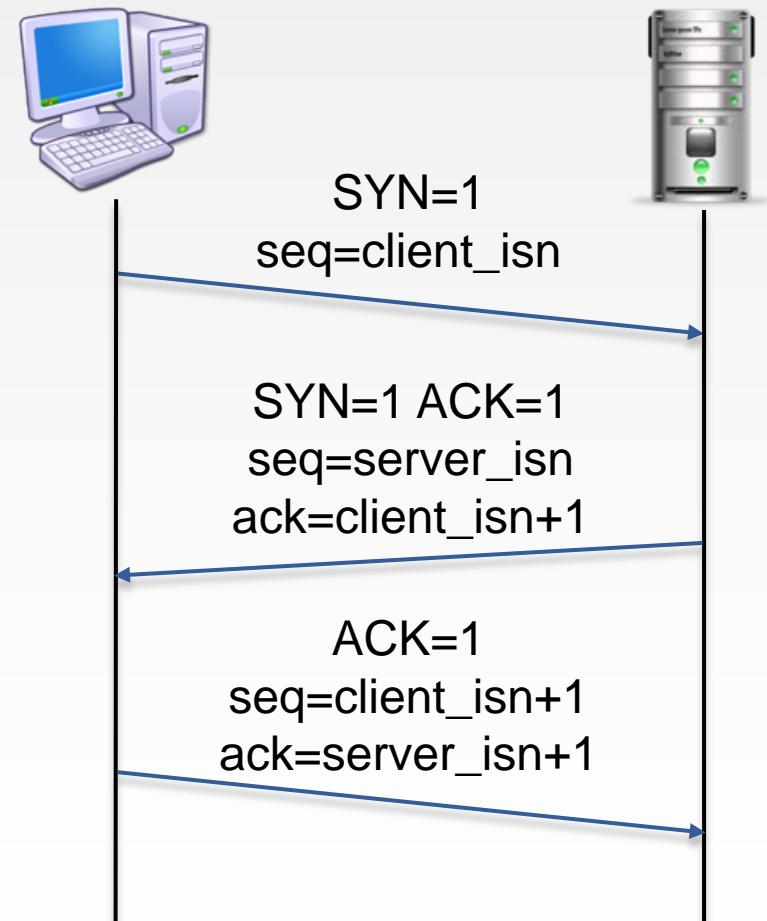 SYN=1
seq=client_isn
SYN=1 ACK=1
seq=server_isn
ack=client_isn+1
ACK=1
seq=client_isn+1
ack=server_isn+1